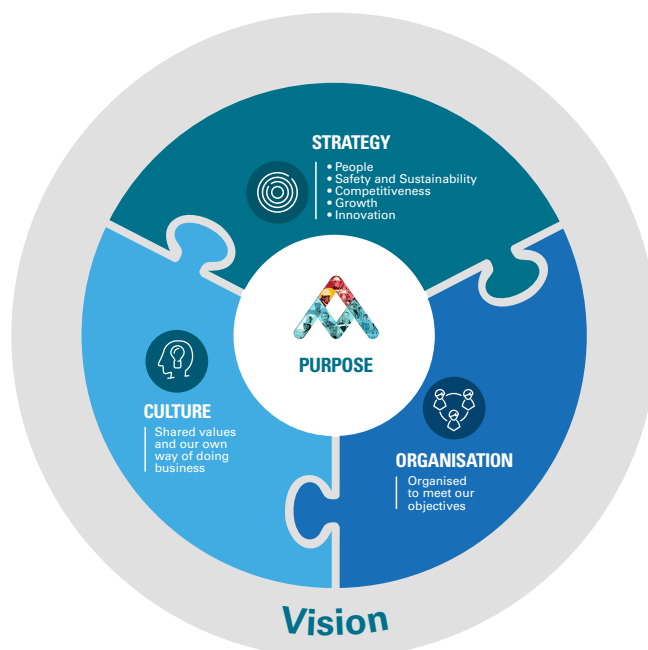 STRATEGY
• People
• Safety and Sustainability
• Competitiveness
• Growth
• Innovation
PURPOSE
CULTURE
Shared values
and our own
way of doing
business
ORGANISATION
Organised
to meet our
objectives
Vision